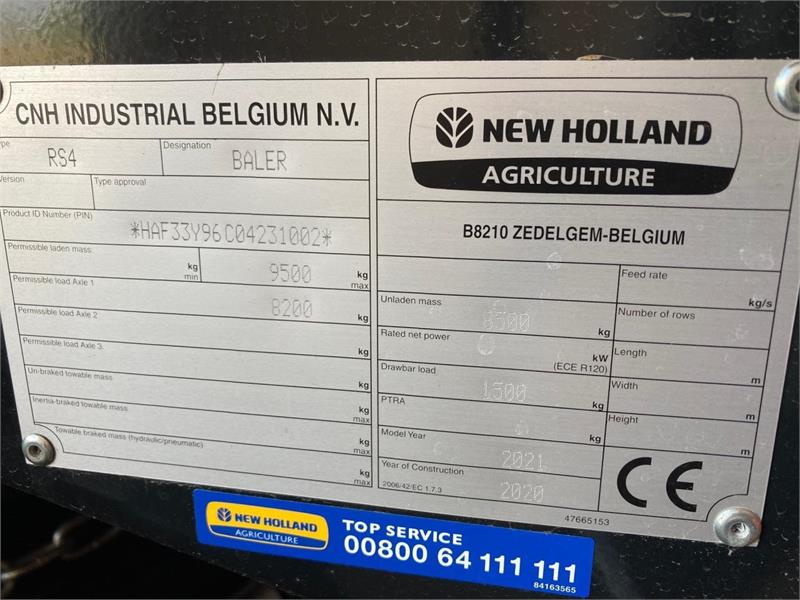 CNH INDUSTRIAL BELGIUM N.V.
RS4
Designation
BALER
Type approval
Product ID Number (PIN)
*HAF33Y96C04231002*
Permissible laden mass
kg min
9500
kg max
Permissible load Axle 1
8200
kg
Permissible load Axle 2
kg
Permissible load Axle 3
kg
Un-braked towable mass
kg max
Inertia-braked towable mass
kg max
Towable braked mass (hydraulic/pneumatic)
kg max
NEW HOLLAND
AGRICULTURE
B8210 ZEDELGEM-BELGIUM
Feed rate
kg/s
Unladen mass
kg
Number of rows
Rated net power
kW
(ECE R120)
Length
m
Drawbar load
1300
kg
Width
m
PTRA
kg
Height
m
Model Year
2021
Year of Construction
2006/42/EC 1.7.3
2020
CE
47665153
NEW HOLLAND
AGRICULTURE
TOP SERVICE
00800 64 111 111
84163565